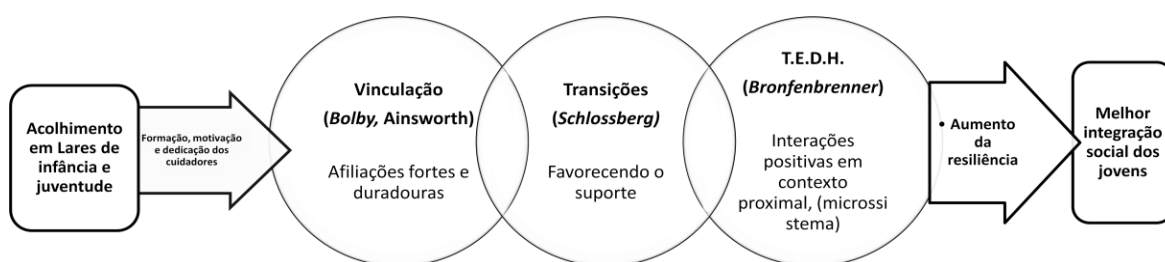 Acolhimento
em Lares de
infância e
juventude
Formação, motivação
e dedicação dos
cuidadores
Vinculação
(Bolby, Ainsworth)
Afiliações fortes e
duradouras
Transições
(Schlossberg)
Favorecendo o
suporte
T.E.D.H.
(Bronfenbrenner)
Interações
positivas em
contexto
proximal, (microssi
stema)
• Aumento
da
resiliência
Melhor
integração
social dos
jovens